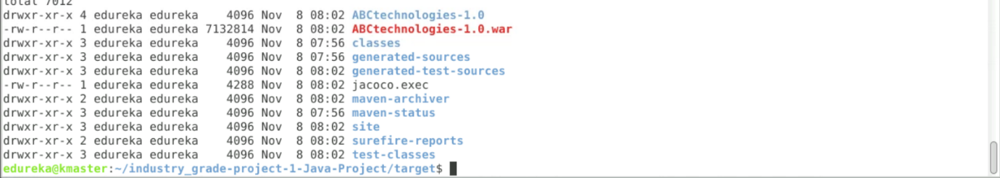 total 7012
drwxr-xr-x 4 edureka edureka    4096 Nov  8 08:02 ABCtechnologies-1.0
-rw-r--r-- 1 edureka edureka 7132814 Nov  8 08:02 ABCtechnologies-1.0.war
drwxr-xr-x 3 edureka edureka    4096 Nov  8 07:56 classes
drwxr-xr-x 3 edureka edureka    4096 Nov  8 07:56 generated-sources
drwxr-xr-x 3 edureka edureka    4096 Nov  8 08:02 generated-test-sources
-rw-r--r-- 1 edureka edureka    4288 Nov  8 08:02 jacoco.exec
drwxr-xr-x 2 edureka edureka    4096 Nov  8 08:02 maven-archiver
drwxr-xr-x 3 edureka edureka    4096 Nov  8 07:56 maven-status
drwxr-xr-x 3 edureka edureka    4096 Nov  8 08:02 site
drwxr-xr-x 2 edureka edureka    4096 Nov  8 08:02 surefire-reports
drwxr-xr-x 3 edureka edureka    4096 Nov  8 08:02 test-classes
edureka@kmaster:~/industry_grade-project-1-Java-Project/target$